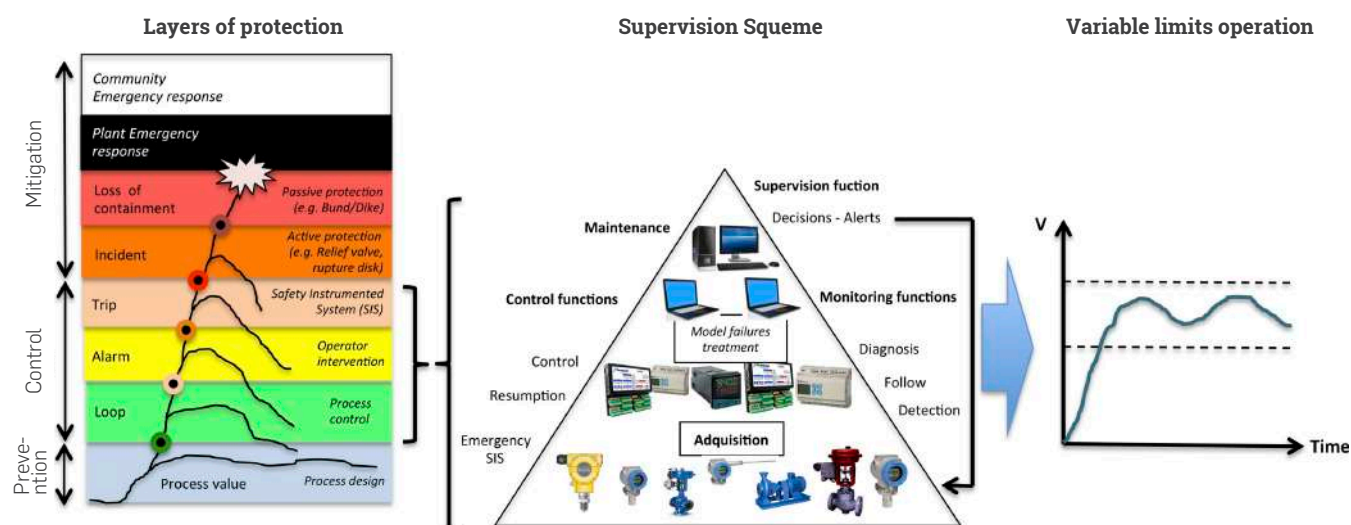 Layers of protection
Supervision Squeme
Variable limits operation
Mitigation
Control
Preve-
ntion
Community
Emergency response
Plant Emergency
response
Loss of
containment
Passive protection
(e.g. Bund/Dike)
Incident
Active protection
(e.g. Relief valve,
rupture disk)
Trip
Safety Instrumented
System (SIS)
Alarm
Operator
intervention
Loop
Process
control
Process value
Process design
Supervision fuction
Decisions - Alerts
Maintenance
Control functions
Monitoring functions
Model failures
treatment
Control
Diagnosis
Resumption
Follow
Detection
Emergency
SIS
Adquisition
V
Time